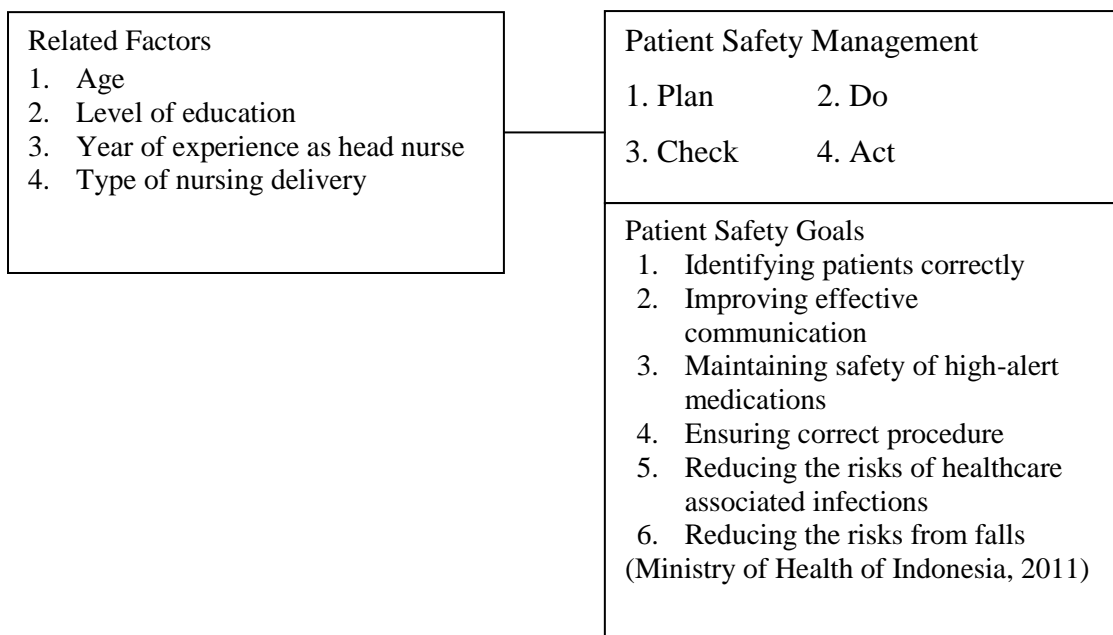 Related Factors
1. Age
2. Level of education
3. Year of experience as head nurse
4. Type of nursing delivery
Patient Safety Management
1. Plan 2. Do
3. Check 4. Act
Patient Safety Goals
1. Identifying patients correctly
2. Improving effective
communication
3. Maintaining safety of high-alert
medications
4. Ensuring correct procedure
5. Reducing the risks of healthcare
associated infections
6. Reducing the risks from falls
(Ministry of Health of Indonesia, 2011)